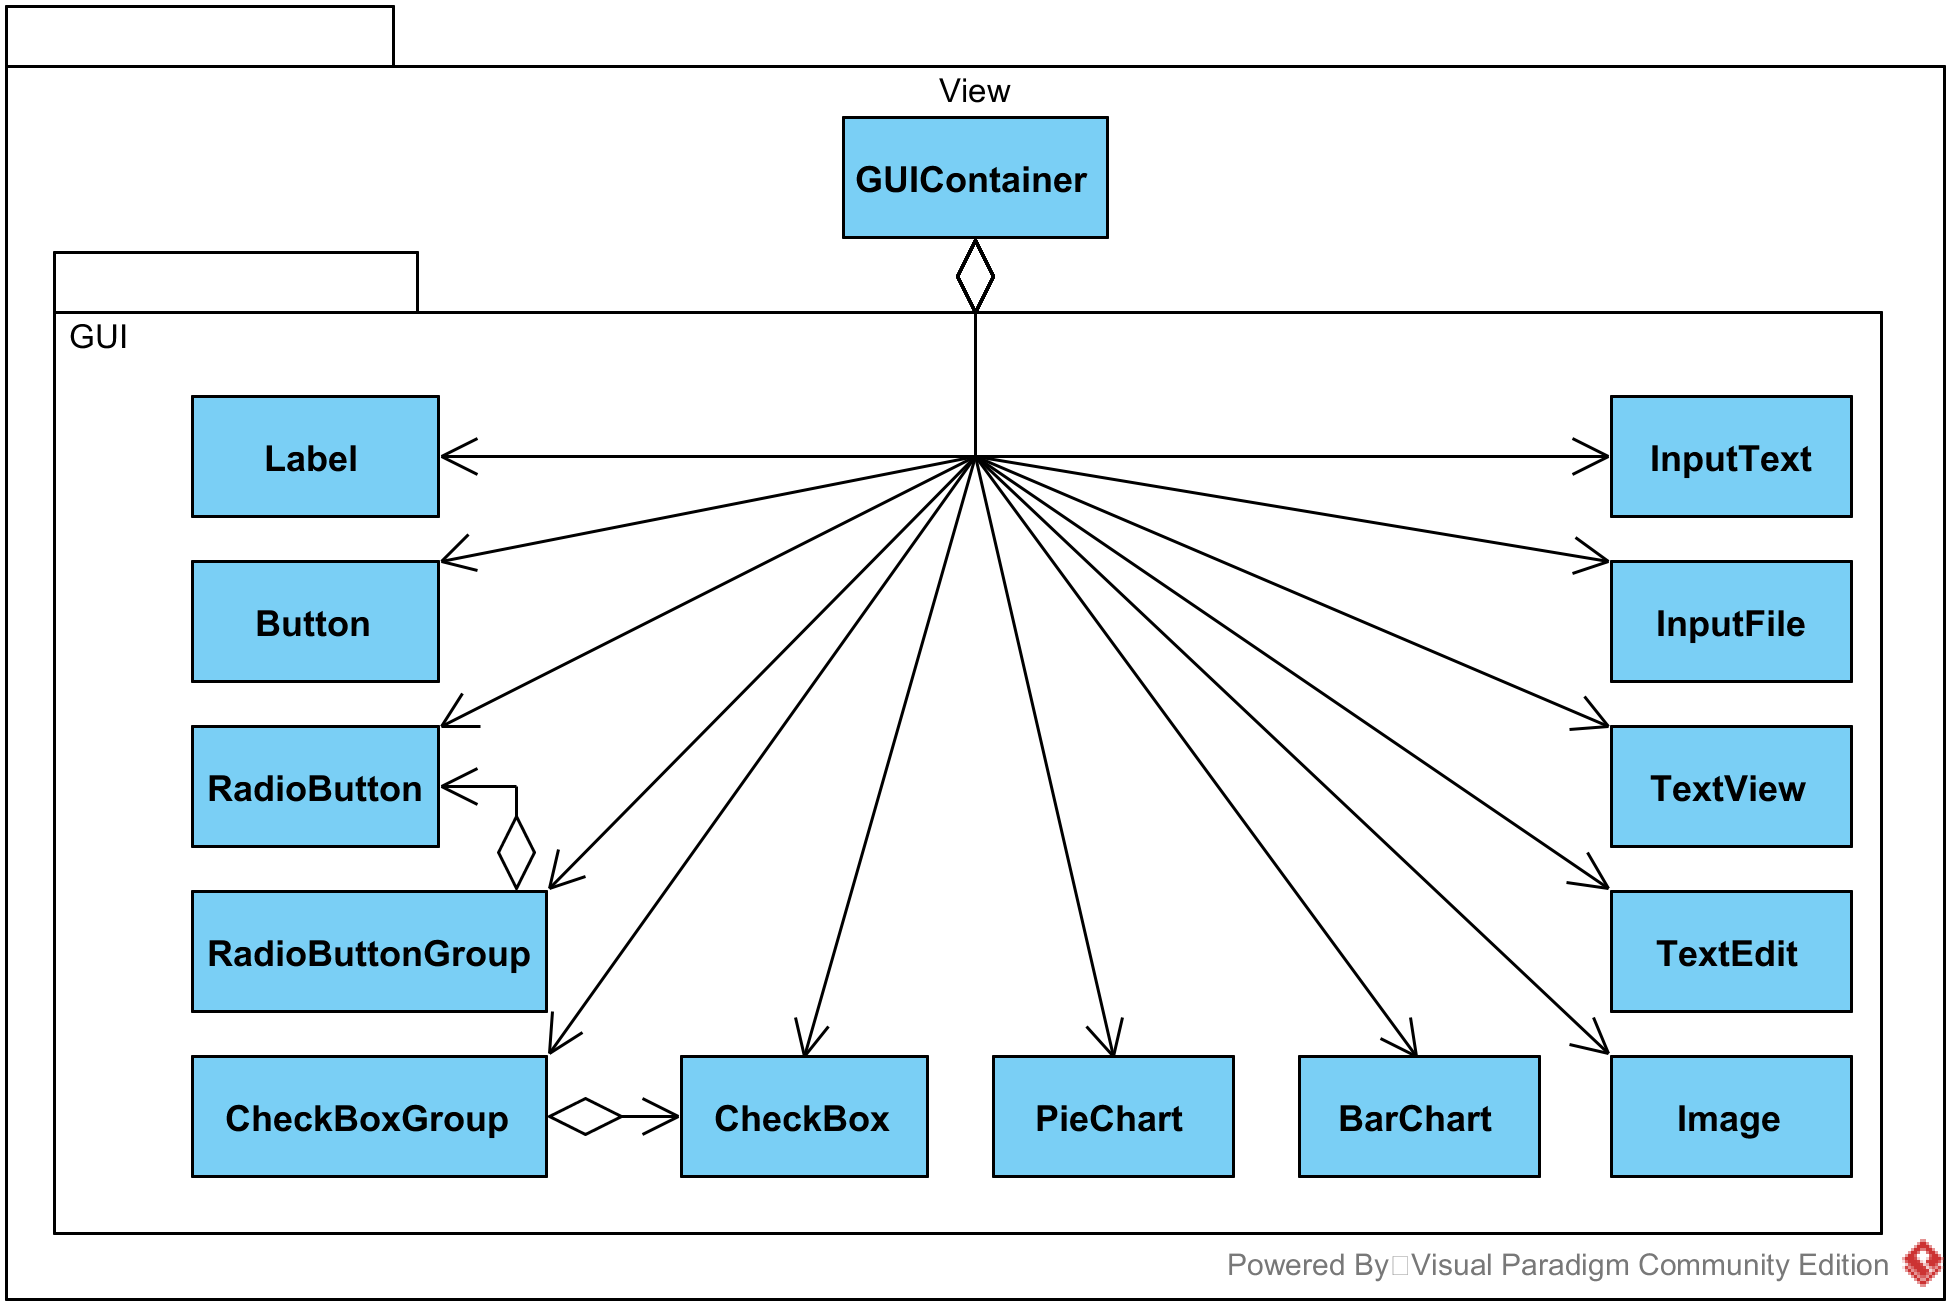 View
GUIContainer
GUI
Label
InputText
Button
InputFile
RadioButton
TextView
RadioButtonGroup
TextEdit
CheckBoxGroup
CheckBox
PieChart
BarChart
Image
Powered By Visual Paradigm Community Edition